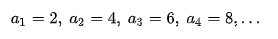 a₁ = 2, a₂ = 4, a₃ = 6, a₄ = 8, …